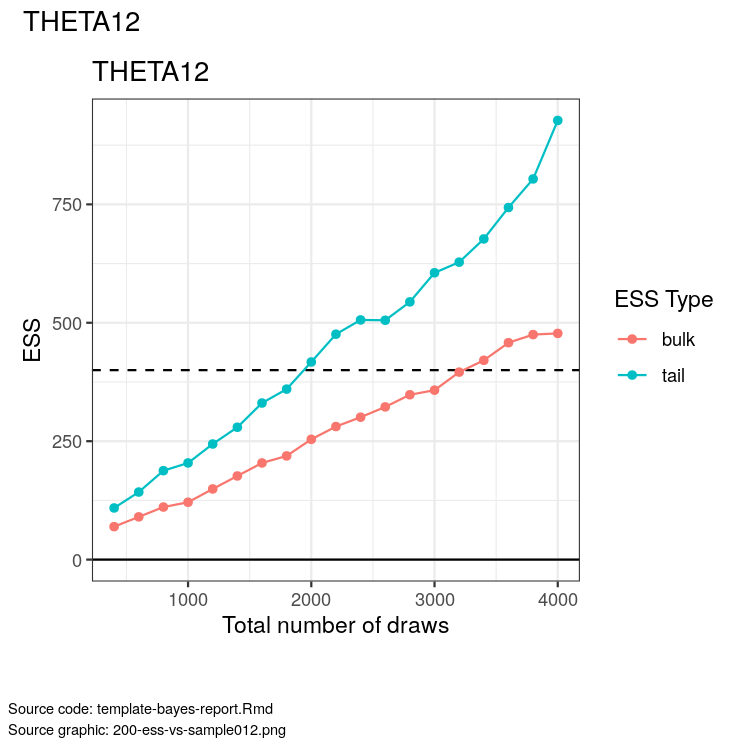 THETA12
THETA12
750
500
250
0
ESS
1000 2000 3000 4000
Total number of draws
ESS Type
bulk
tail
Source code: template-bayes-report.Rmd
Source graphic: 200-ess-vs-sample012.png